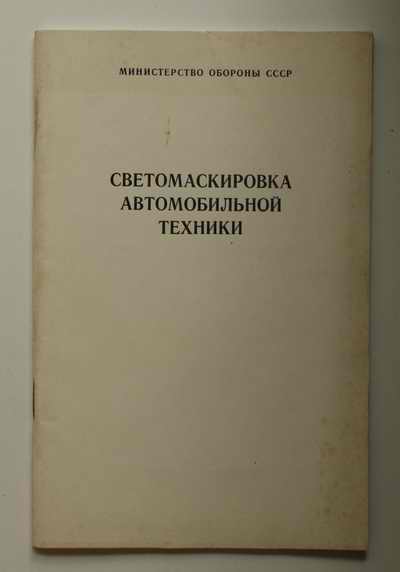 МИНИСТЕРСТВО ОБОРОНЫ СССР
СВЕТОМАСКИРОВКА
АВТОМОБИЛЬНОЙ
ТЕХНИКИ